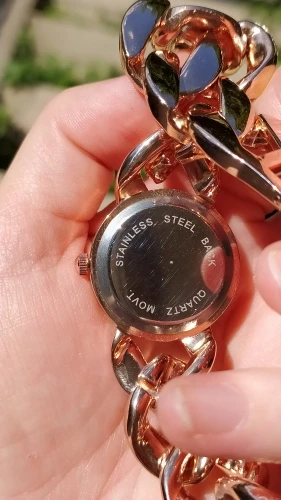 STAINLESS. STEEL BACK
QUARTZ MOVT.